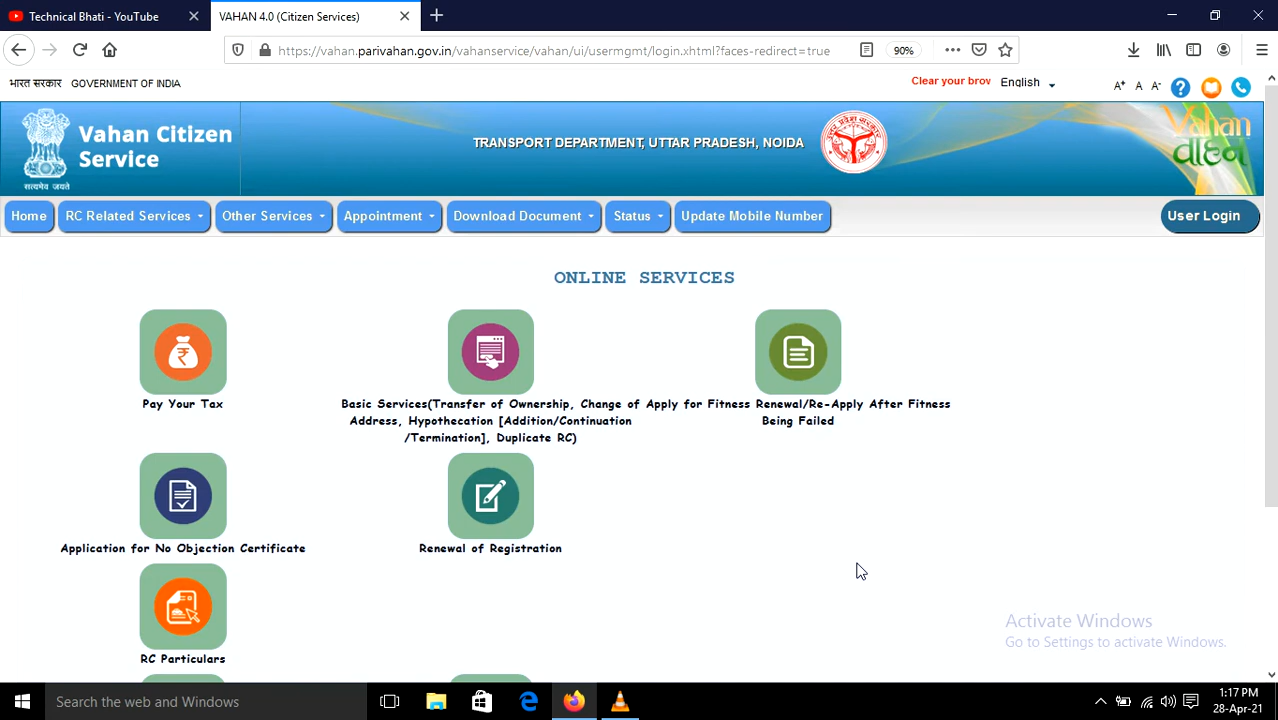 Technical Bhati - YouTube
VAHAN 4.0 (Citizen Services)
https://vahan.parivahan.gov.in/vahanservice/vahan/ui/usermgmt/login.xhtml?faces-redirect=true
90%
भारत सरकार GOVERNMENT OF INDIA
Clear your brov
English
A+ A A-
Vahan Citizen
Service
सत्यमेव जयते
TRANSPORT DEPARTMENT, UTTAR PRADESH, NOIDA
Vahan
वाहन
Home
RC Related Services
Other Services
Appointment
Download Document
Status
Update Mobile Number
User Login
ONLINE SERVICES
Pay Your Tax
Basic Services(Transfer of Ownership, Change of
Address, Hypothecation [Addition/Continuation
/Termination], Duplicate RC)
Apply for Fitness Renewal/Re-Apply After Fitness
Being Failed
Application for No Objection Certificate
Renewal of Registration
RC Particulars
Activate Windows
Go to Settings to activate Windows.
Search the web and Windows
1:17 PM
28-Apr-21